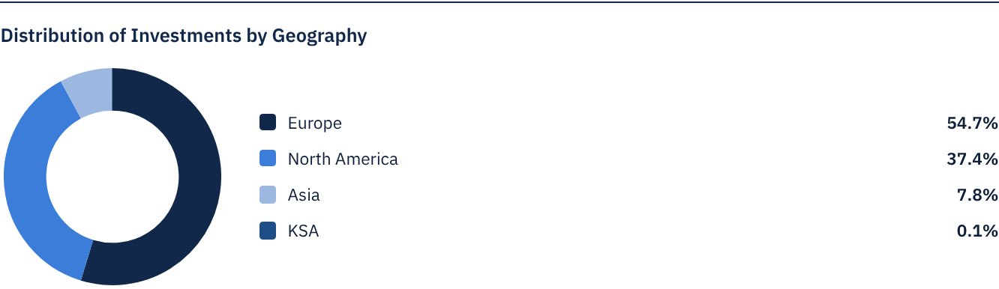 Distribution of Investments by Geography
Europe 54.7%
North America 37.4%
Asia 7.8%
KSA 0.1%